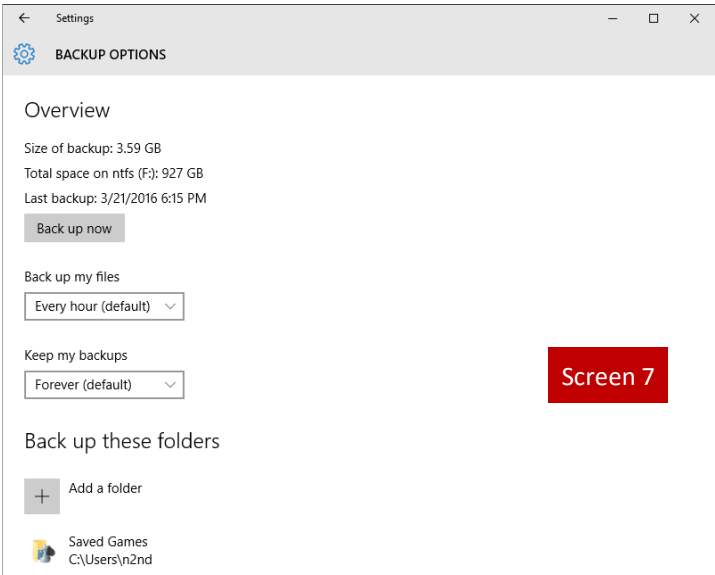 Settings
BACKUP OPTIONS
Overview
Size of backup: 3.59 GB
Total space on ntfs (F:): 927 GB
Last backup: 3/21/2016 6:15 PM
Back up now
Back up my files
Every hour (default)
Keep my backups
Forever (default)
Screen 7
Back up these folders
Add a folder
Saved Games
C:\Users\n2nd